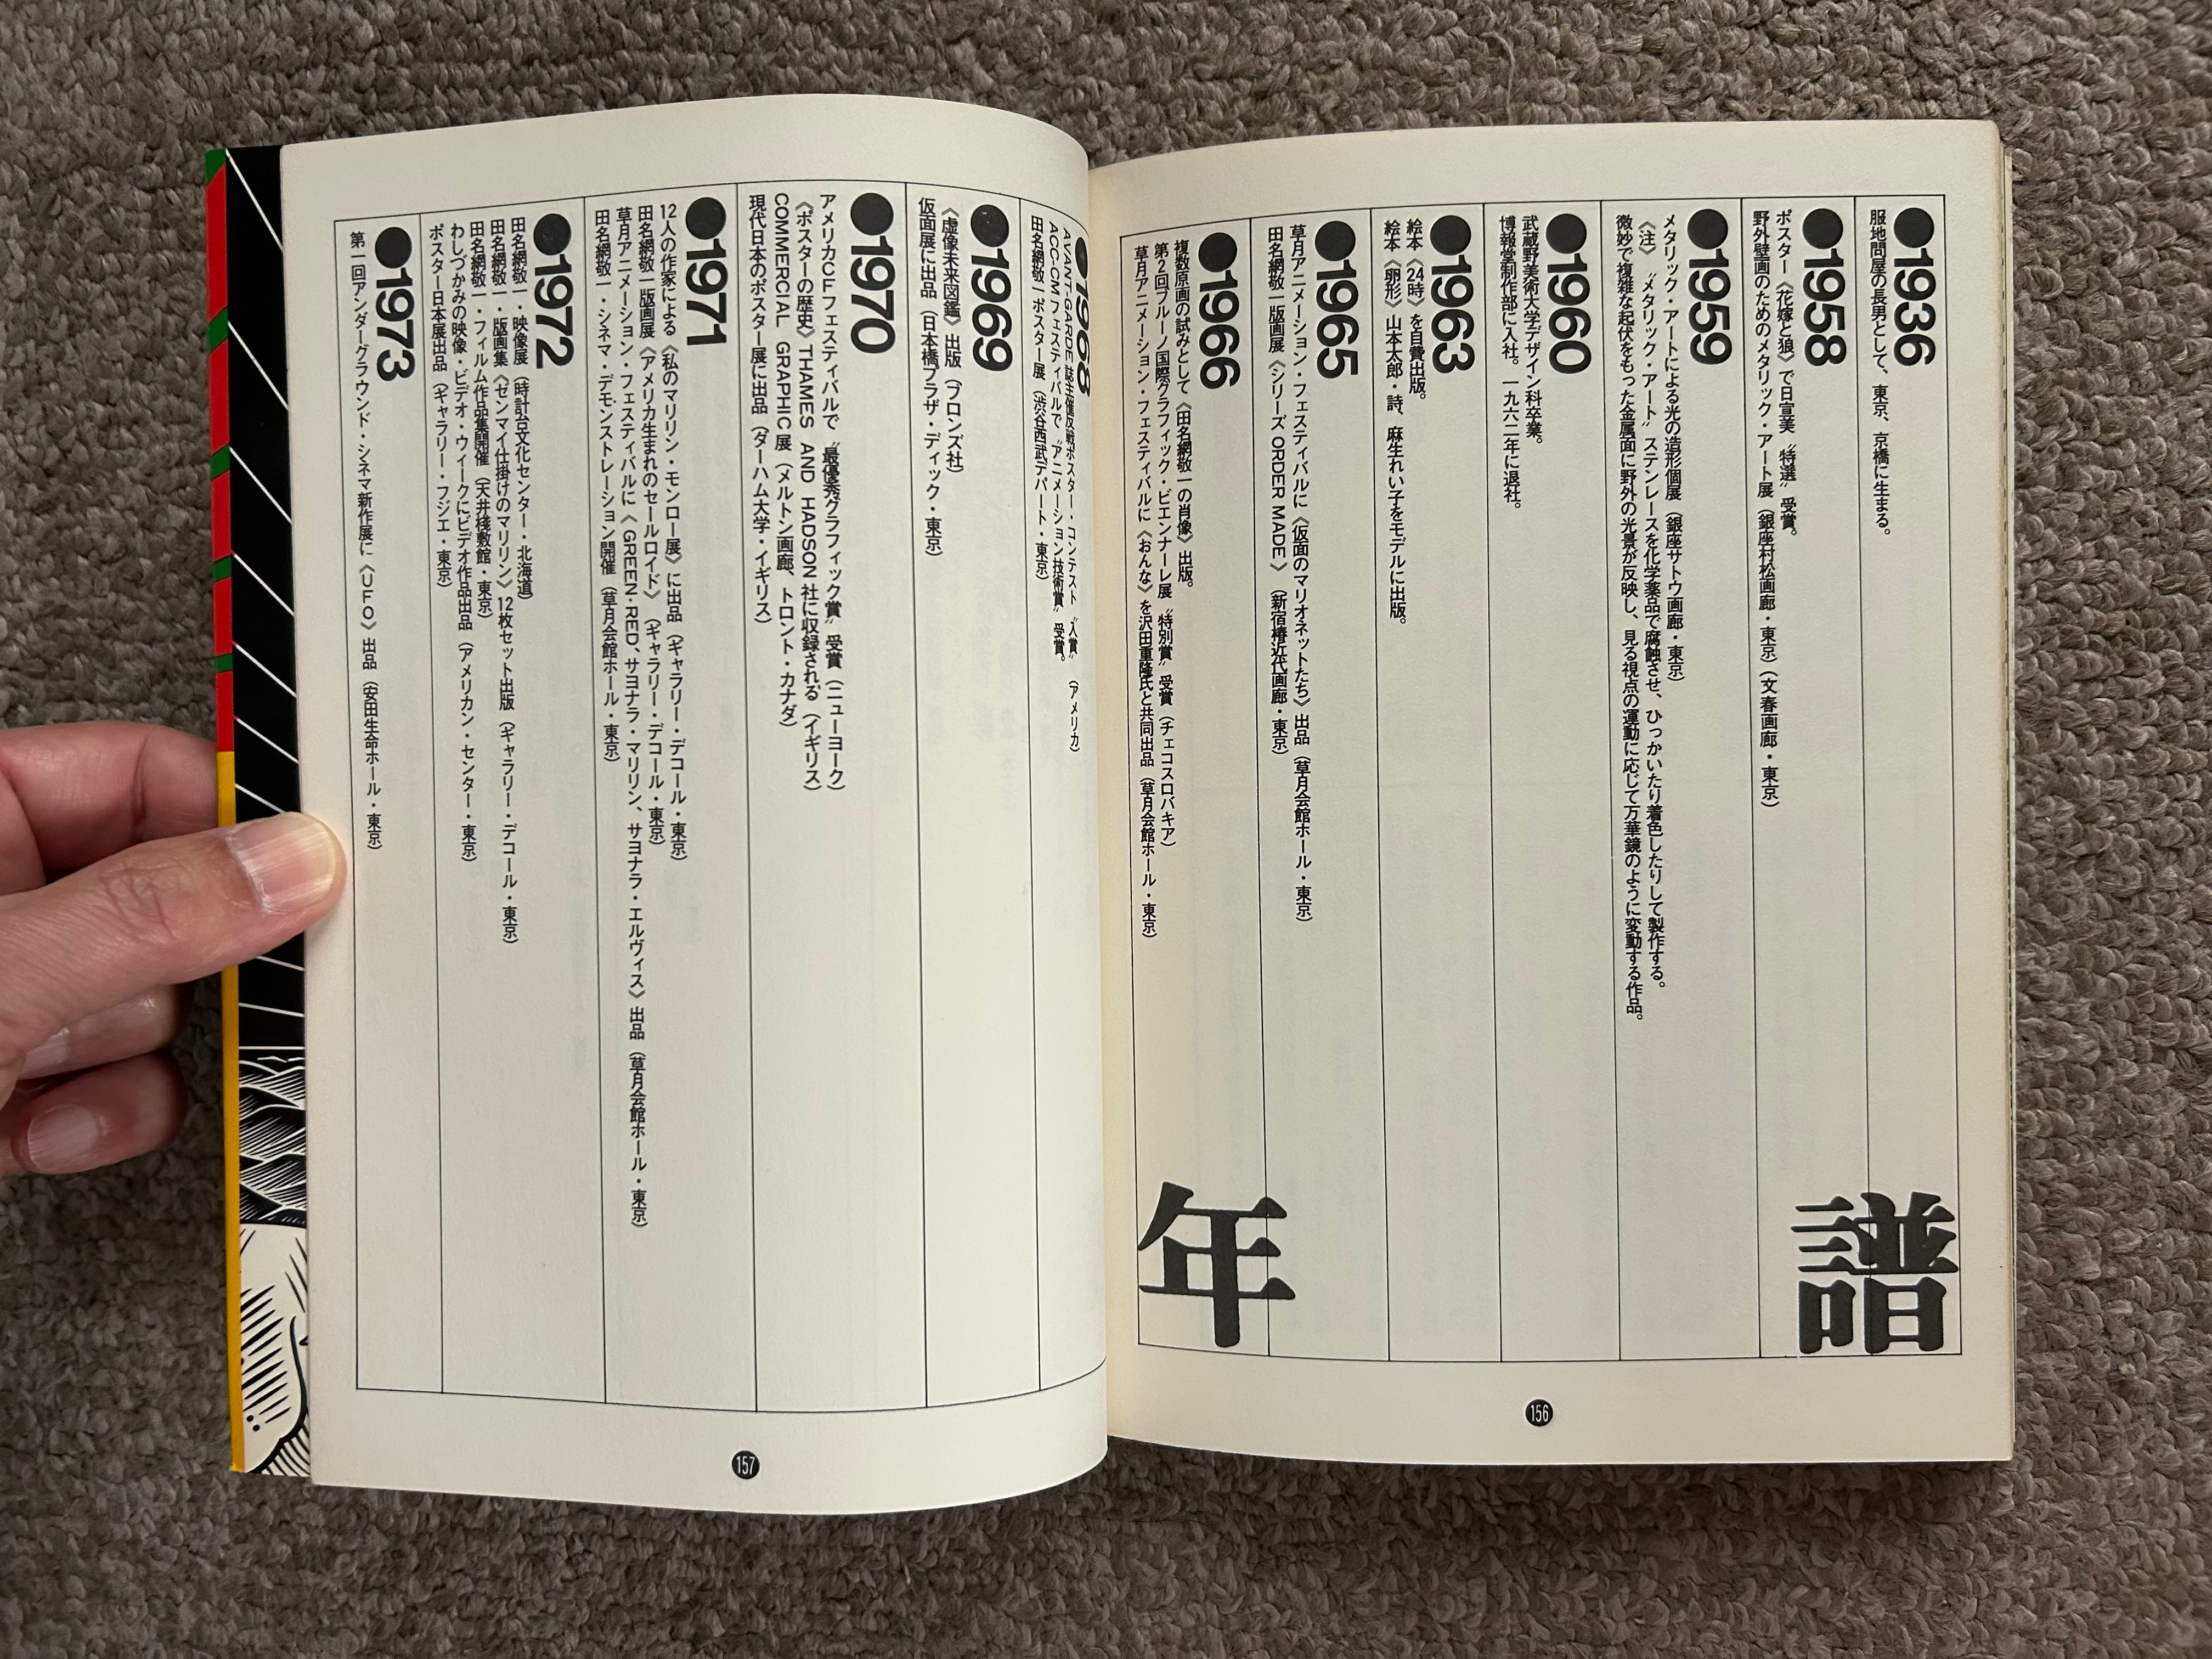 ●1936
服地問屋の長男として、東京、京橋に生まる。
●1958
ポスター《花嫁と狼》で日宣美〝特選〟受賞。
野外壁画のためのメタリック・アート展（銀座村松画廊・東京）（文春画廊・東京）
●1959
メタリック・アートによる光の造形個展（銀座サトウ画廊・東京）
《注》〝メタリック・アート〟ステンレースを化学薬品で腐蝕させ、ひっかいたり着色したりして製作する。
微妙で複雑な起伏をもった金属面に野外の光景が反映し、見る視点の運動に応じて万華鏡のように変動する作品。
●1960
武蔵野美術大学デザイン科卒業。
博報堂制作部に入社。一九六二年に退社。
●1963
絵本《24時》を自費出版。
絵本《卵形》山本太郎・詩、麻生れい子をモデルに出版。
●1965
草月アニメーション・フェスティバルに《仮面のマリオネットたち》出品（草月会館ホール・東京）
田名網敬一版画展《シリーズ ORDER MADE》（新宿椿近代画廊・東京）
●1966
複数原画の試みとして《田名網敬一の肖像》出版。
第2回ブルーノ国際グラフィック・ビエンナーレ展〝特別賞〟受賞（チェコスロバキア）
草月アニメーション・フェスティバルに《おんな》を沢田重隆氏と共同出品（草月会館ホール・東京）
年
譜
156
●1968
AVANT-GARDE誌主催反戦ポスター・コンテスト〝入賞〟（アメリカ）
ACC・CMフェスティバルで〝アニメーション技術賞〟受賞。
田名網敬一ポスター展（渋谷西武デパート・東京）
●1969
《虚像未来図鑑》出版（ブロンズ社）
仮面展に出品（日本橋プラザ・ディック・東京）
●1970
アメリカCFフェスティバルで〝最優秀グラフィック賞〟受賞（ニューヨーク）
《ポスターの歴史》THAMES AND HADSON 社に収録される（イギリス）
COMMERCIAL GRAPHIC 展（メルトン画廊、トロント・カナダ）
現代日本のポスター展に出品（ダーハム大学・イギリス）
●1971
12人の作家による《私のマリリン・モンロー展》に出品（ギャラリー・デコール・東京）
田名網敬一版画展《アメリカ生まれのセールロイド》（ギャラリー・デコール・東京）
草月アニメーション・フェスティバルに《GREEN・RED、サヨナラ・マリリン、サヨナラ・エルヴィス》出品（草月会館ホール・東京）
田名網敬一・シネマ・デモンストレーション開催（草月会館ホール・東京）
●1972
田名網敬一・映像展（時計台文化センター・北海道）
田名網敬一・版画集《ゼンマイ仕掛けのマリリン》12枚セット出版（ギャラリー・デコール・東京）
田名網敬一・フィルム作品集開催（天井棧敷館・東京）
わしづかみの映像・ビデオ・ウィークにビデオ作品出品（アメリカン・センター・東京）
ポスター日本展出品（ギャラリー・フジエ・東京）
●1973
第一回アンダーグラウンド・シネマ新作展に《UFO》出品（安田生命ホール・東京）
157